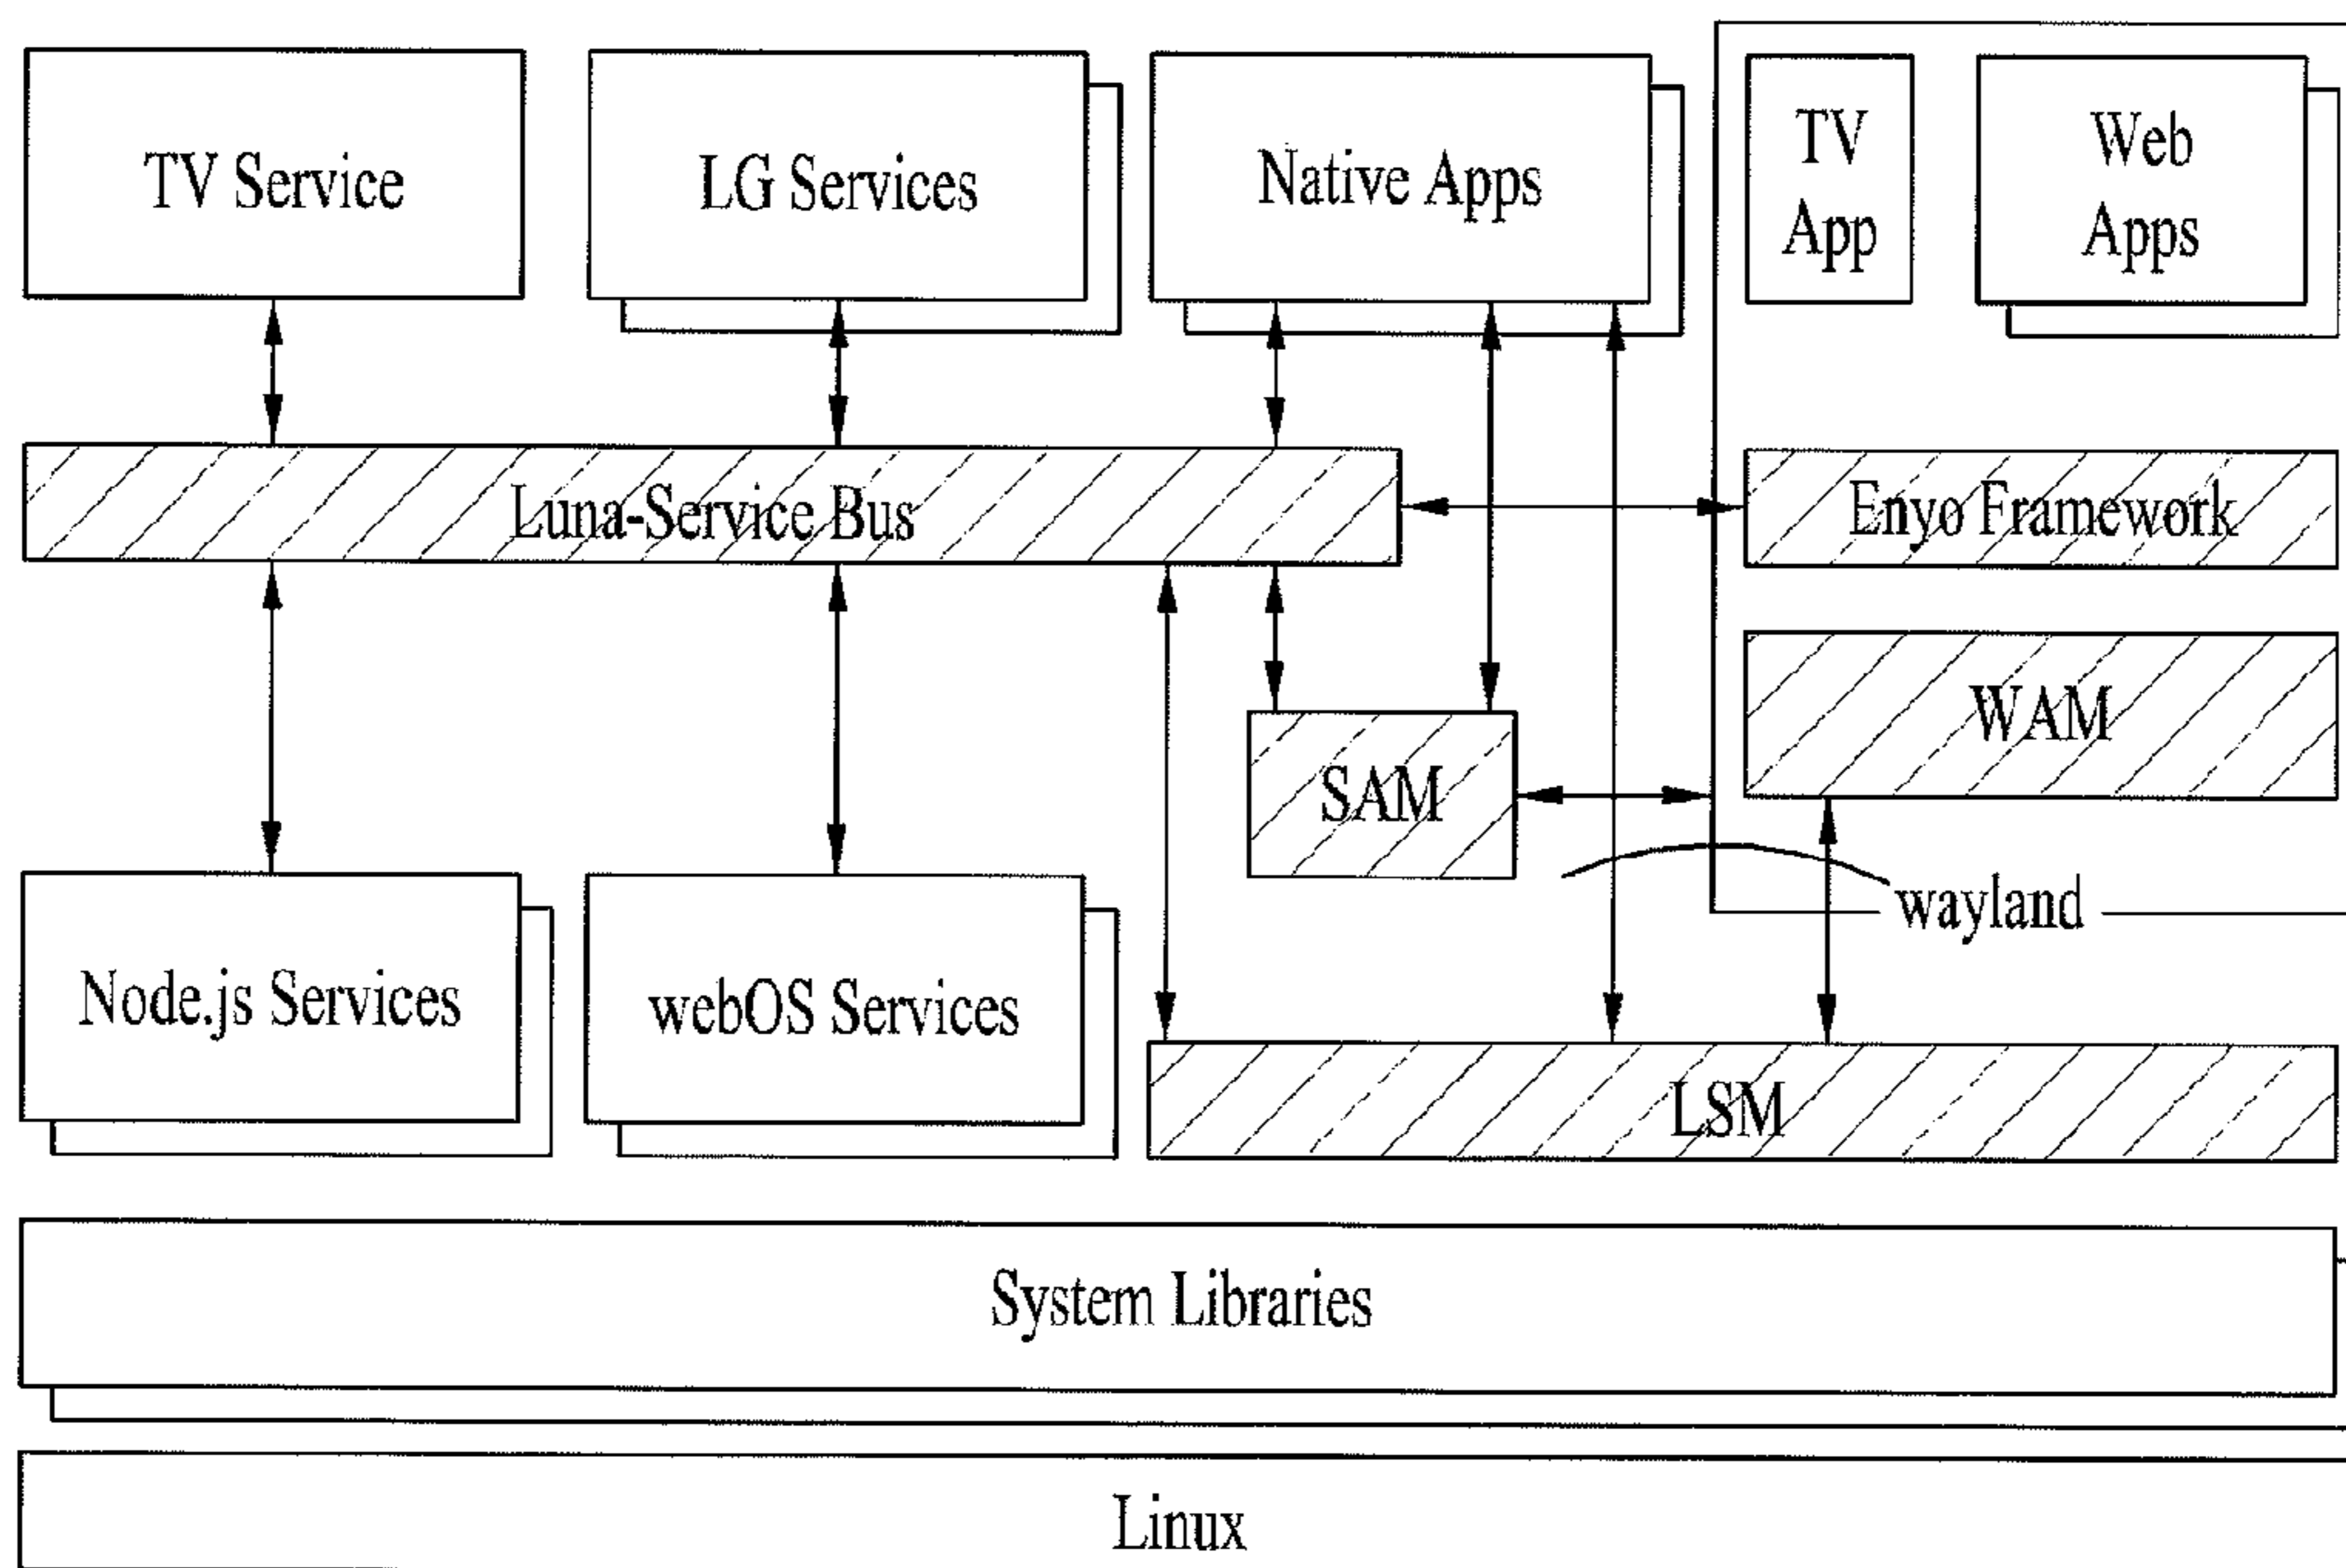 TV Service
LG Services
Native Apps
TV
App
Web
Apps
Luna-Service Bus
Enyo Framework
WAM
SAM
wayland
Node.js Services
webOS Services
LSM
System Libraries
Linux